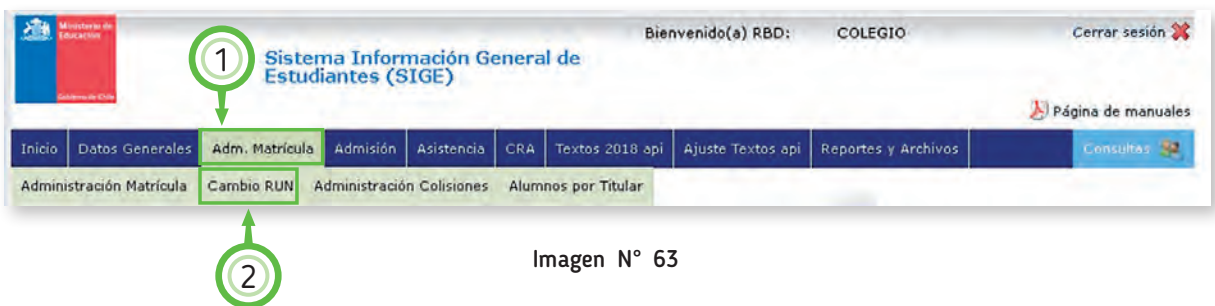 Ministerio de
Educación
Gobierno de Chile
Bienvenido(a) RBD: COLEGIO
Cerrar sesión
1
Sistema Información General de
Estudiantes (SIGE)
Página de manuales
Inicio Datos Generales Adm. Matrícula Admisión Asistencia CRA Textos 2018 api Ajuste Textos api Reportes y Archivos Consultas
Administración Matrícula Cambio RUN Administración Colisiones Alumnos por Titular
2
Imagen N° 63